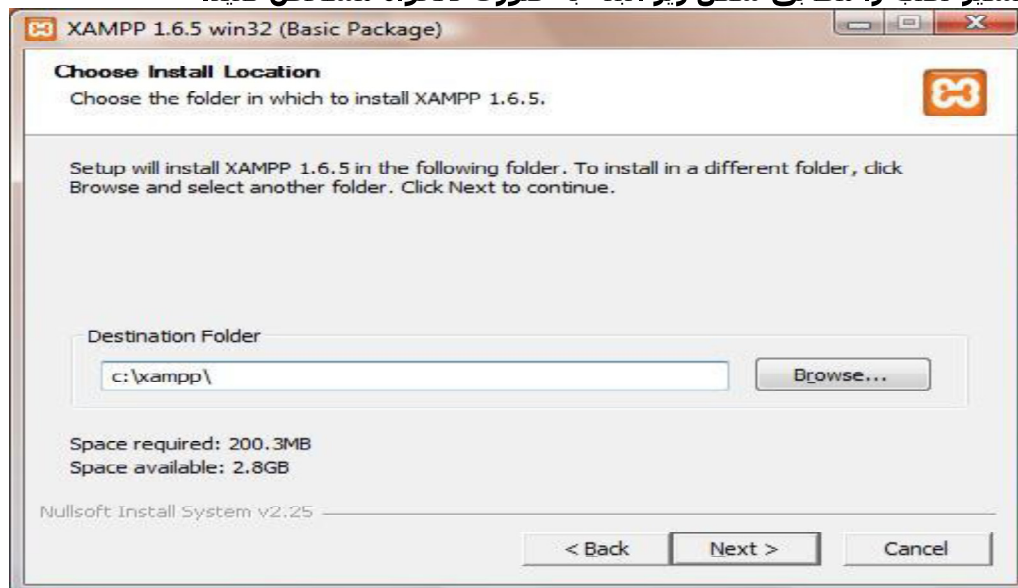 XAMPP 1.6.5 win32 (Basic Package)
Choose Install Location
Choose the folder in which to install XAMPP 1.6.5.
Setup will install XAMPP 1.6.5 in the following folder. To install in a different folder, click
Browse and select another folder. Click Next to continue.
Destination Folder
c:\xampp\
Browse...
Space required: 200.3MB
Space available: 2.8GB
Nullsoft Install System v2.25
< Back Next > Cancel